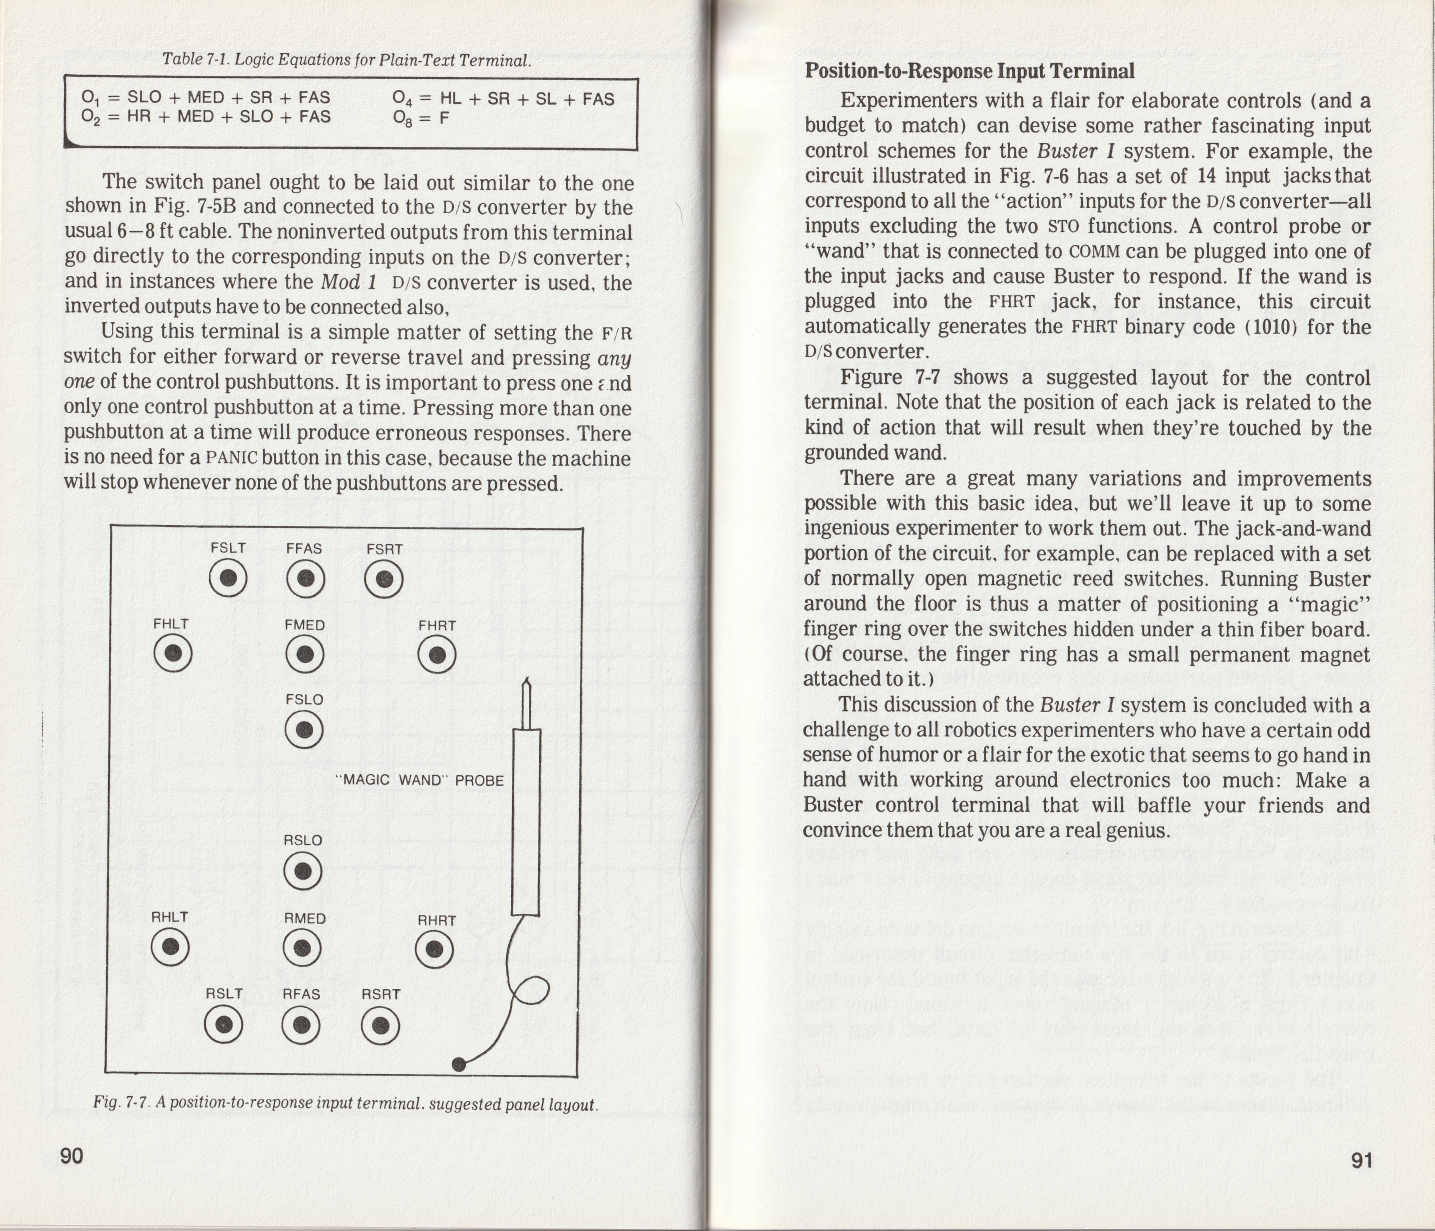 Table 7-1. Logic Equations for Plain-Text Terminal.
O₁ = SLO + MED + SR + FAS
O₂ = HR + MED + SLO + FAS
O₄ = HL + SR + SL + FAS
O₈ = F
The switch panel ought to be laid out similar to the one
shown in Fig. 7-5B and connected to the D/S converter by the
usual 6–8 ft cable. The noninverted outputs from this terminal
go directly to the corresponding inputs on the D/S converter;
and in instances where the Mod 1 D/S converter is used, the
inverted outputs have to be connected also,
Using this terminal is a simple matter of setting the F/R
switch for either forward or reverse travel and pressing any
one of the control pushbuttons. It is important to press one and
only one control pushbutton at a time. Pressing more than one
pushbutton at a time will produce erroneous responses. There
is no need for a PANIC button in this case, because the machine
will stop whenever none of the pushbuttons are pressed.
FSLT FFAS FSRT
FHLT FMED FHRT
FSLO
"MAGIC WAND" PROBE
RSLO
RHLT RMED RHRT
RSLT RFAS RSRT
Fig. 7-7. A position-to-response input terminal. suggested panel layout.
90
Position-to-Response Input Terminal
Experimenters with a flair for elaborate controls (and a
budget to match) can devise some rather fascinating input
control schemes for the Buster I system. For example, the
circuit illustrated in Fig. 7-6 has a set of 14 input jacks that
correspond to all the "action" inputs for the D/S converter—all
inputs excluding the two STO functions. A control probe or
"wand" that is connected to COMM can be plugged into one of
the input jacks and cause Buster to respond. If the wand is
plugged into the FHRT jack, for instance, this circuit
automatically generates the FHRT binary code (1010) for the
D/S converter.
Figure 7-7 shows a suggested layout for the control
terminal. Note that the position of each jack is related to the
kind of action that will result when they're touched by the
grounded wand.
There are a great many variations and improvements
possible with this basic idea, but we'll leave it up to some
ingenious experimenter to work them out. The jack-and-wand
portion of the circuit, for example, can be replaced with a set
of normally open magnetic reed switches. Running Buster
around the floor is thus a matter of positioning a "magic"
finger ring over the switches hidden under a thin fiber board.
(Of course, the finger ring has a small permanent magnet
attached to it.)
This discussion of the Buster I system is concluded with a
challenge to all robotics experimenters who have a certain odd
sense of humor or a flair for the exotic that seems to go hand in
hand with working around electronics too much: Make a
Buster control terminal that will baffle your friends and
convince them that you are a real genius.
91